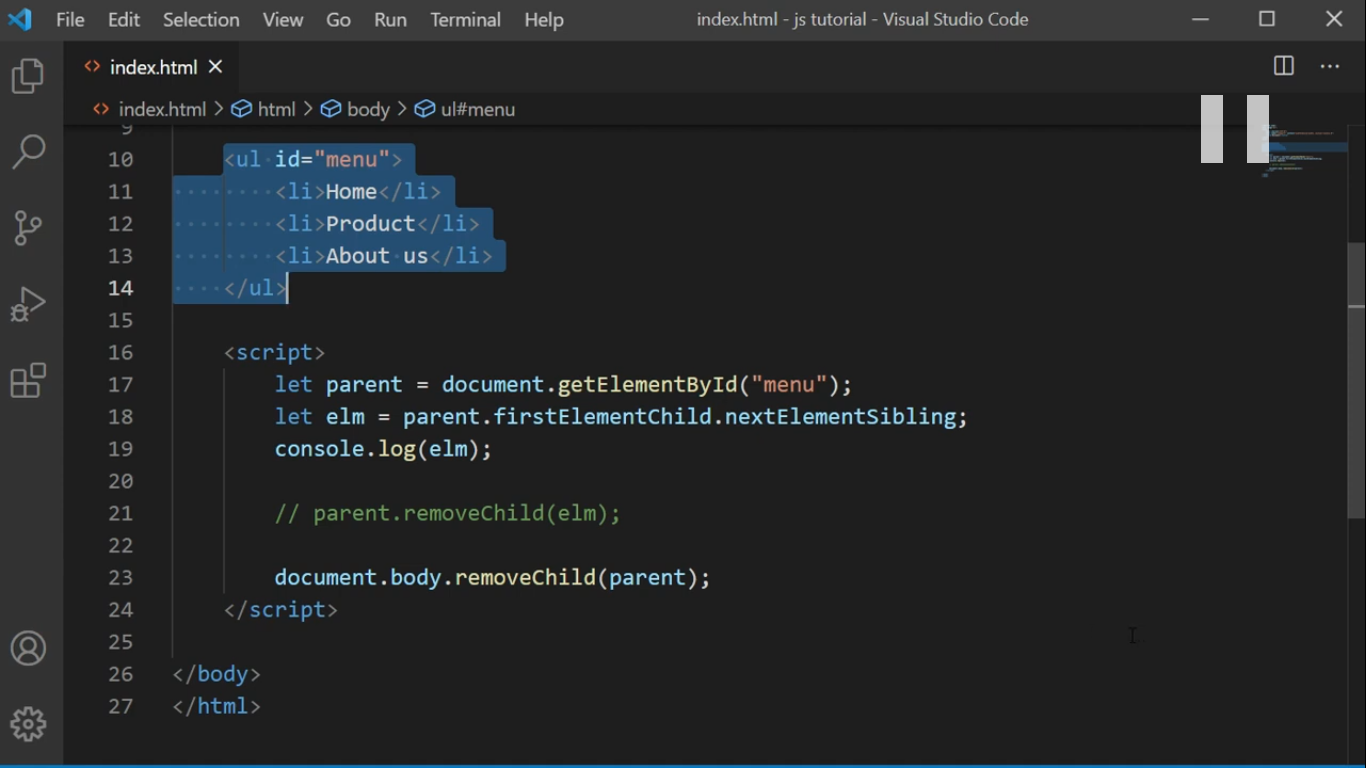 File Edit Selection View Go Run Terminal Help index.html - js tutorial - Visual Studio Code
index.html
index.html > html > body > ul#menu
9
10 <ul id="menu">
11 <li>Home</li>
12 <li>Product</li>
13 <li>About us</li>
14 </ul>
15
16 <script>
17 let parent = document.getElementById("menu");
18 let elm = parent.firstElementChild.nextElementSibling;
19 console.log(elm);
20
21 // parent.removeChild(elm);
22
23 document.body.removeChild(parent);
24 </script>
25
26 </body>
27 </html>